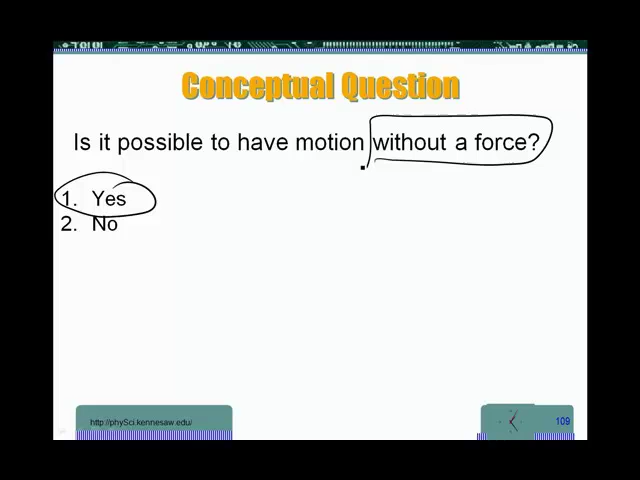 Conceptual Question
Is it possible to have motion without a force?
1. Yes
2. No
http://phySci.kennesaw.edu/
109